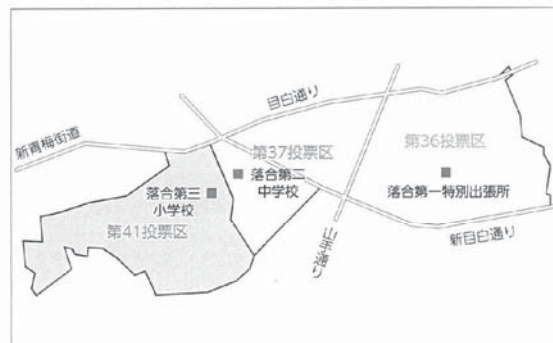 目白通り
新青梅街道
第37投票区
第36投票区
落合第二
中学校
落合第一特別出張所
落合第三
小学校
第41投票区
山手通り
新目白通り